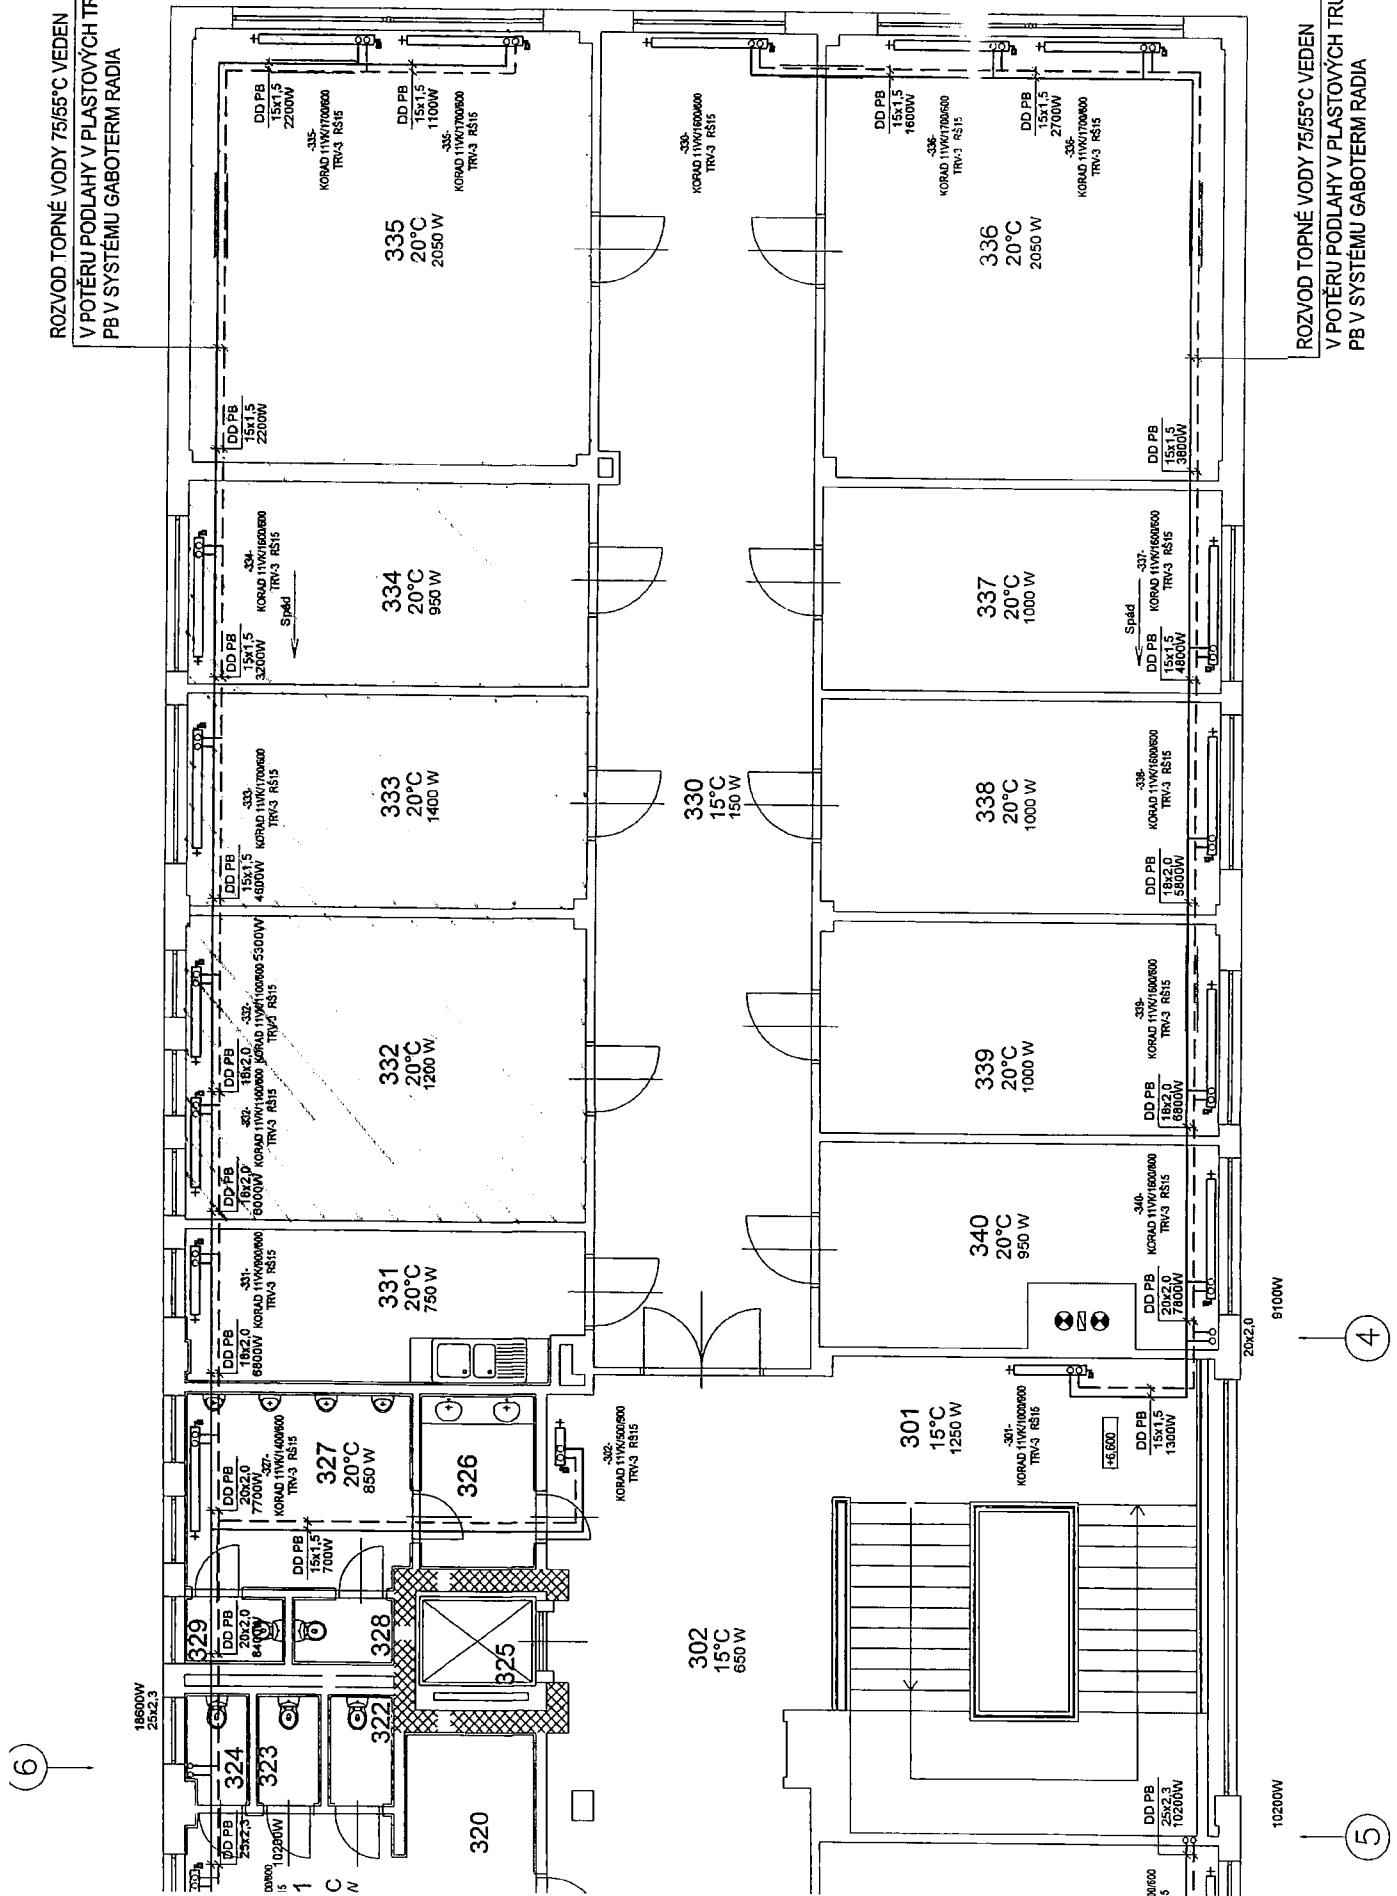 ROZVOD TOPNÉ VODY 75/55°C VEDEN
V POTĚRU PODLAHY V PLASTOVÝCH
PB V SYSTÉMU GABOTERM RADIA
DD PB
15x1,5
2200W
-335-
KORAD 11VK/1700/600
TRV-3 RŠ15
DD PB
15x1,5
1100W
-335-
KORAD 11VK/1700/600
TRV-3 RŠ15
335
20°C
2050 W
-330-
KORAD 11VK/1600/600
TRV-3 RŠ15
DD PB
15x1,5
1600W
-336-
KORAD 11VK/1700/600
TRV-3 RŠ15
DD PB
15x1,5
2700W
-336-
KORAD 11VK/1700/600
TRV-3 RŠ15
336
20°C
2050 W
ROZVOD TOPNÉ VODY 75/55°C VEDEN
V POTĚRU PODLAHY V PLASTOVÝCH
PB V SYSTÉMU GABOTERM RADIA
DD PB
15x1,5
2200W
DD PB
15x1,5
3800W
-334-
KORAD 11VK/1600/600
TRV-3 RŠ15
Spád
334
20°C
950 W
DD PB
15x1,5
3200W
337
20°C
1000 W
-337-
KORAD 11VK/1600/600
TRV-3 RŠ15
Spád
DD PB
15x1,5
4800W
-333-
KORAD 11VK/1700/600
TRV-3 RŠ15
333
20°C
1400 W
DD PB
15x1,5
4600W
330
15°C
150 W
338
20°C
1000 W
-338-
KORAD 11VK/1600/600
TRV-3 RŠ15
DD PB
18x2,0
5800W
-332-
KORAD 11VK/1100/600
TRV-3 RŠ15
DD PB
18x2,0
5300W
332
20°C
1200 W
-332-
KORAD 11VK/1100/600
TRV-3 RŠ15
DD PB
18x2,0
6000W
339
20°C
1000 W
-339-
KORAD 11VK/1600/600
TRV-3 RŠ15
DD PB
18x2,0
6800W
-331-
KORAD 11VK/900/600
TRV-3 RŠ15
331
20°C
750 W
DD PB
18x2,0
6800W
340
20°C
950 W
-340-
KORAD 11VK/1600/600
TRV-3 RŠ15
DD PB
20x2,0
7800W
20x2,0
9100W
4
DD PB
20x2,0
7700W
-327-
KORAD 11VK/1400/600
TRV-3 RŠ15
327
20°C
850 W
326
-302-
KORAD 11VK/500/900
TRV-3 RŠ15
301
15°C
1250 W
-301-
KORAD 11VK/1000/900
TRV-3 RŠ15
+6,600
DD PB
15x1,5
1300W
DD PB
15x1,5
700W
329
DD PB
20x2,0
8400W
328
325
302
15°C
650 W
18600W
25x2,3
6
324
323
322
320
DD PB
25x2,3
10200W
DD PB
25x2,3
10200W
10200W
5